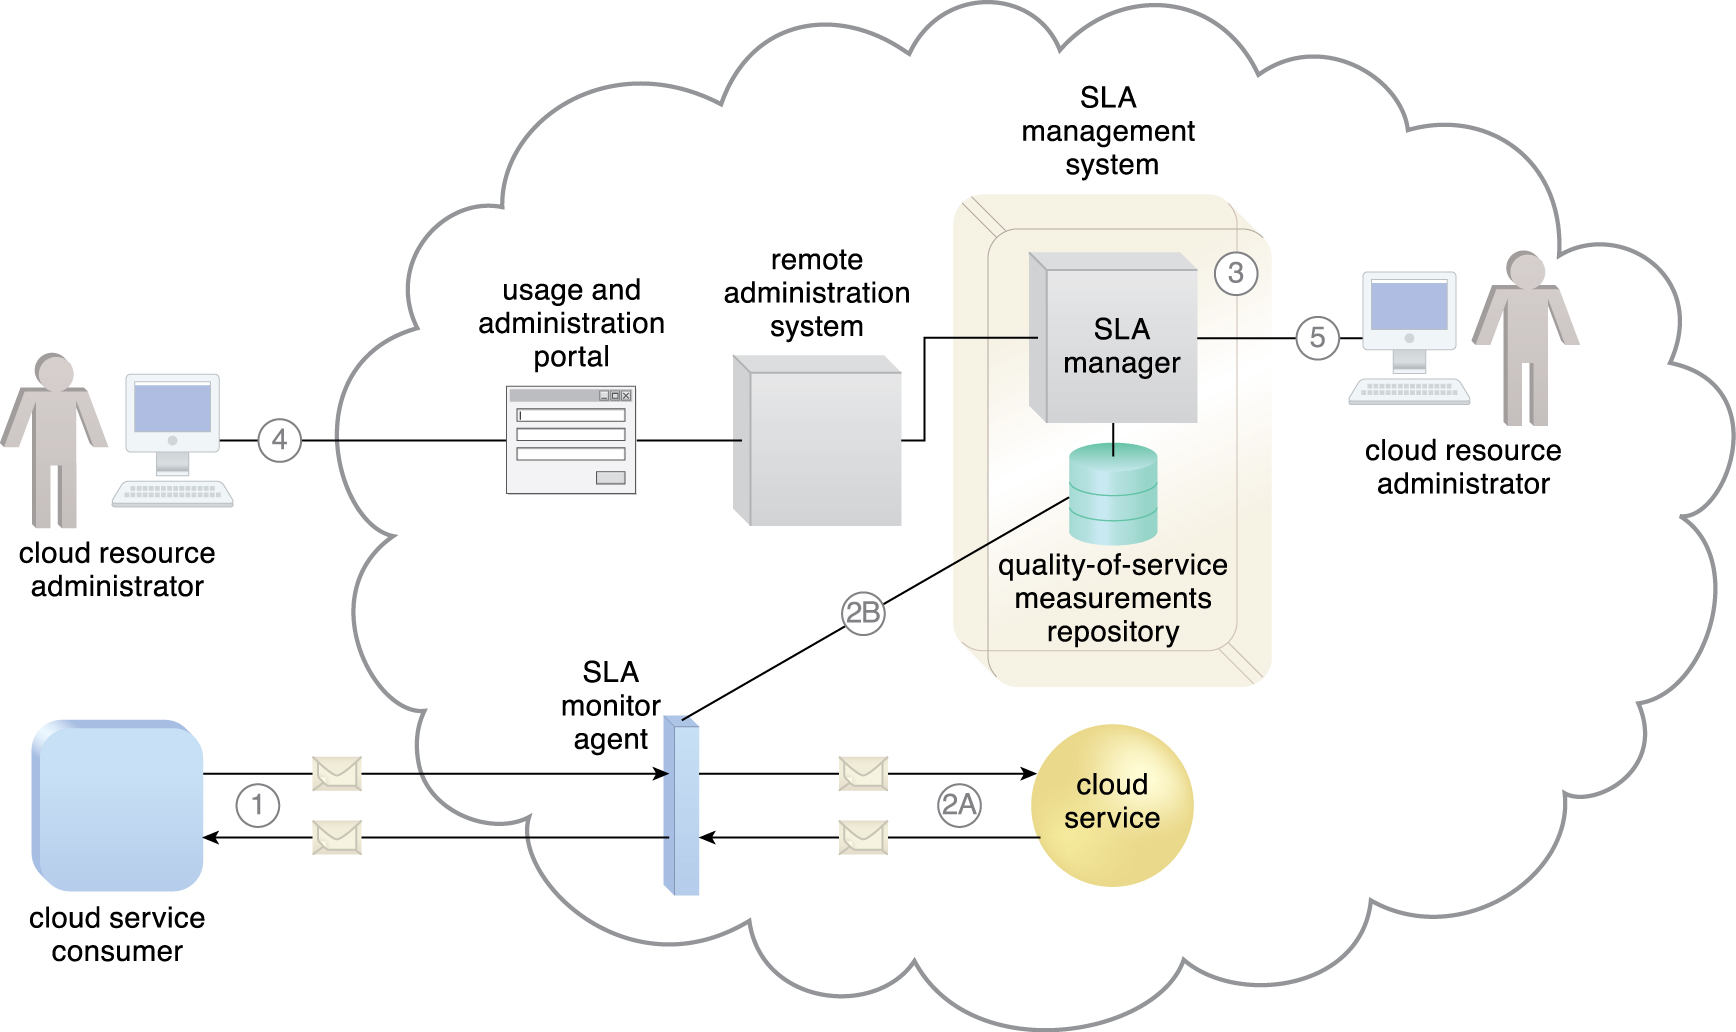 SLA
management
system
remote
administration
system
usage and
administration
portal
SLA
manager
3
5
4
cloud resource
administrator
cloud resource
administrator
quality-of-service
measurements
repository
2B
SLA
monitor
agent
1
2A
cloud
service
cloud service
consumer